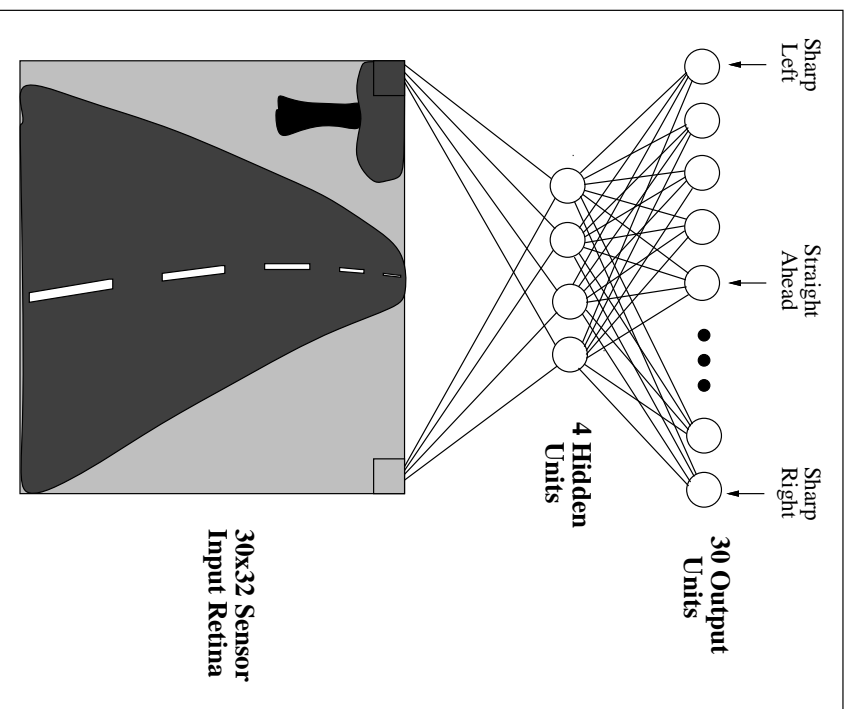 Sharp
Left
Straight
Ahead
Sharp
Right
30 Output
Units
4 Hidden
Units
30x32 Sensor
Input Retina